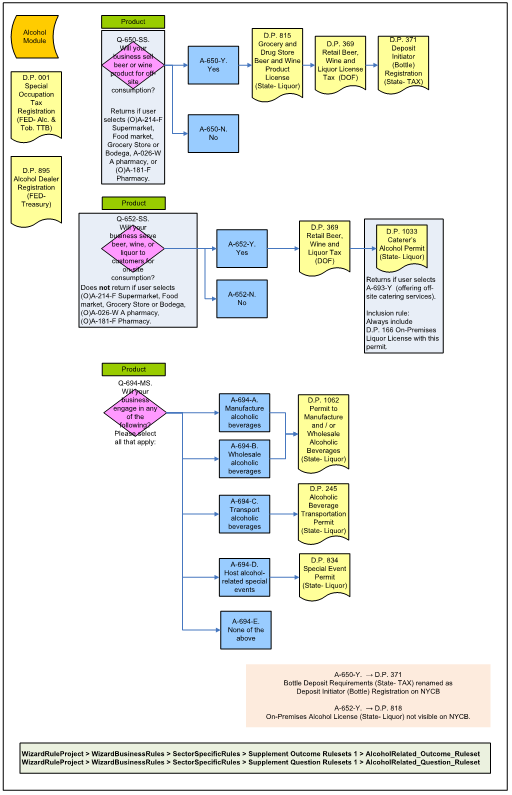 Alcohol
Module
D.P. 001
Special
Occupation
Tax
Registration
(FED- Alc. &
Tob. TTB)
D.P. 895
Alcohol Dealer
Registration
(FED-
Treasury)
Product
Q-650-SS.
Will your
business sell
beer or wine
product for off-
site
consumption?
Returns if user
selects (O)A-214-F
Supermarket,
Food market,
Grocery Store or
Bodega, A-026-W
A pharmacy, or
(O)A-181-F
Pharmacy.
A-650-Y.
Yes
A-650-N.
No
D.P. 815
Grocery and
Drug Store
Beer and Wine
Product
License
(State- Liquor)
D.P. 369
Retail Beer,
Wine and
Liquor License
Tax (DOF)
D.P. 371
Deposit
Initiator
(Bottle)
Registration
(State- TAX)
Product
Q-652-SS.
Will your
business serve
beer, wine, or
liquor to
customers for
on-site
consumption?
Does not return if user selects
(O)A-214-F Supermarket, Food
market, Grocery Store or Bodega,
(O)A-026-W A pharmacy,
(O)A-181-F Pharmacy.
A-652-Y.
Yes
A-652-N.
No
D.P. 369
Retail Beer,
Wine and
Liquor Tax
(DOF)
D.P. 1033
Caterer's
Alcohol Permit
(State- Liquor)
Returns if user selects
A-693-Y (offering off-
site catering services).
Inclusion rule:
Always include
D.P. 166 On-Premises
Liquor License with this
permit.
Product
Q-694-MS.
Will your
business
engage in any
of the
following?
Please select
all that apply:
A-694-A.
Manufacture
alcoholic
beverages
A-694-B.
Wholesale
alcoholic
beverages
A-694-C.
Transport
alcoholic
beverages
A-694-D.
Host alcohol-
related special
events
A-694-E.
None of the
above
D.P. 1062
Permit to
Manufacture
and / or
Wholesale
Alcoholic
Beverages
(State- Liquor)
D.P. 245
Alcoholic
Beverage
Transportation
Permit
(State- Liquor)
D.P. 834
Special Event
Permit
(State- Liquor)
A-650-Y. → D.P. 371
Bottle Deposit Requirements (State- TAX) renamed as
Deposit Initiator (Bottle) Registration on NYCB
A-652-Y. → D.P. 818
On-Premises Alcohol License (State- Liquor) not visible on NYCB.
WizardRuleProject > WizardBusinessRules > SectorSpecificRules > Supplement Outcome Rulesets 1 > AlcoholRelated_Outcome_Ruleset
WizardRuleProject > WizardBusinessRules > SectorSpecificRules > Supplement Question Rulesets 1 > AlcoholRelated_Question_Ruleset